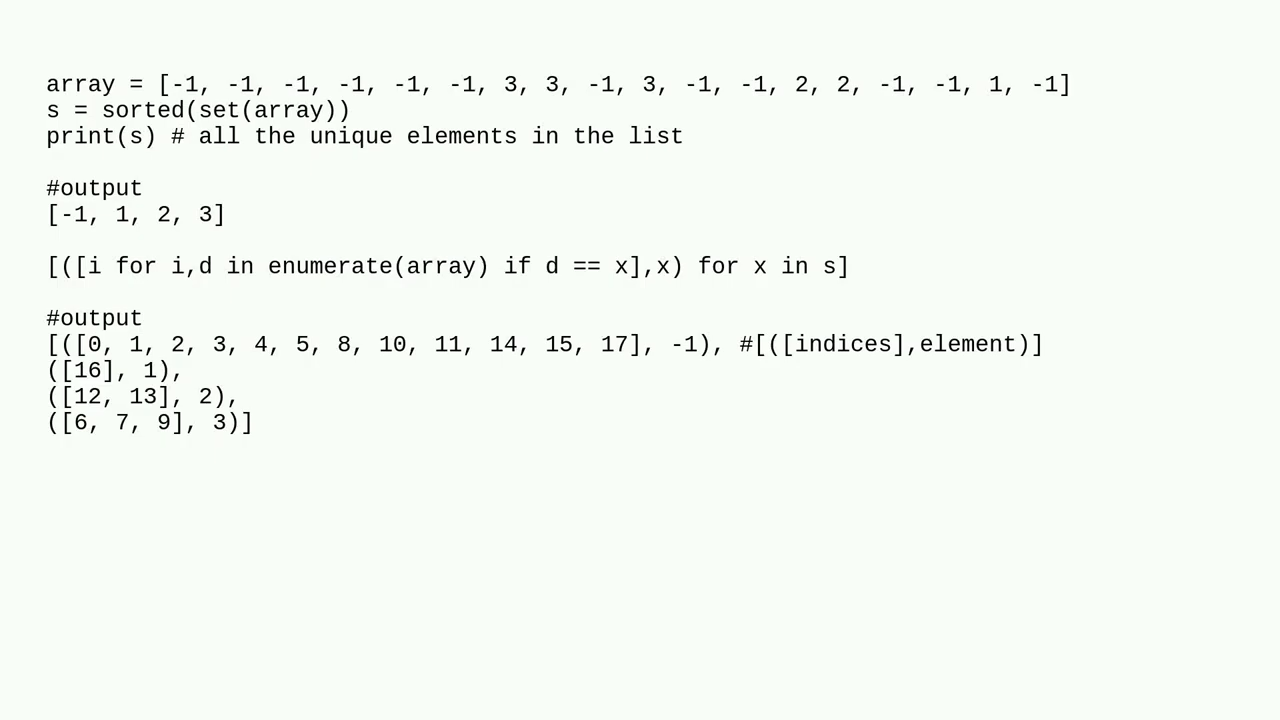 array = [-1, -1, -1, -1, -1, -1, 3, 3, -1, 3, -1, -1, 2, 2, -1, -1, 1, -1]
s = sorted(set(array))
print(s) # all the unique elements in the list
#output
[-1, 1, 2, 3]
[([i for i,d in enumerate(array) if d == x],x) for x in s]
#output
[([0, 1, 2, 3, 4, 5, 8, 10, 11, 14, 15, 17], -1), #[([indices],element)]
([16], 1),
([12, 13], 2),
([6, 7, 9], 3)]